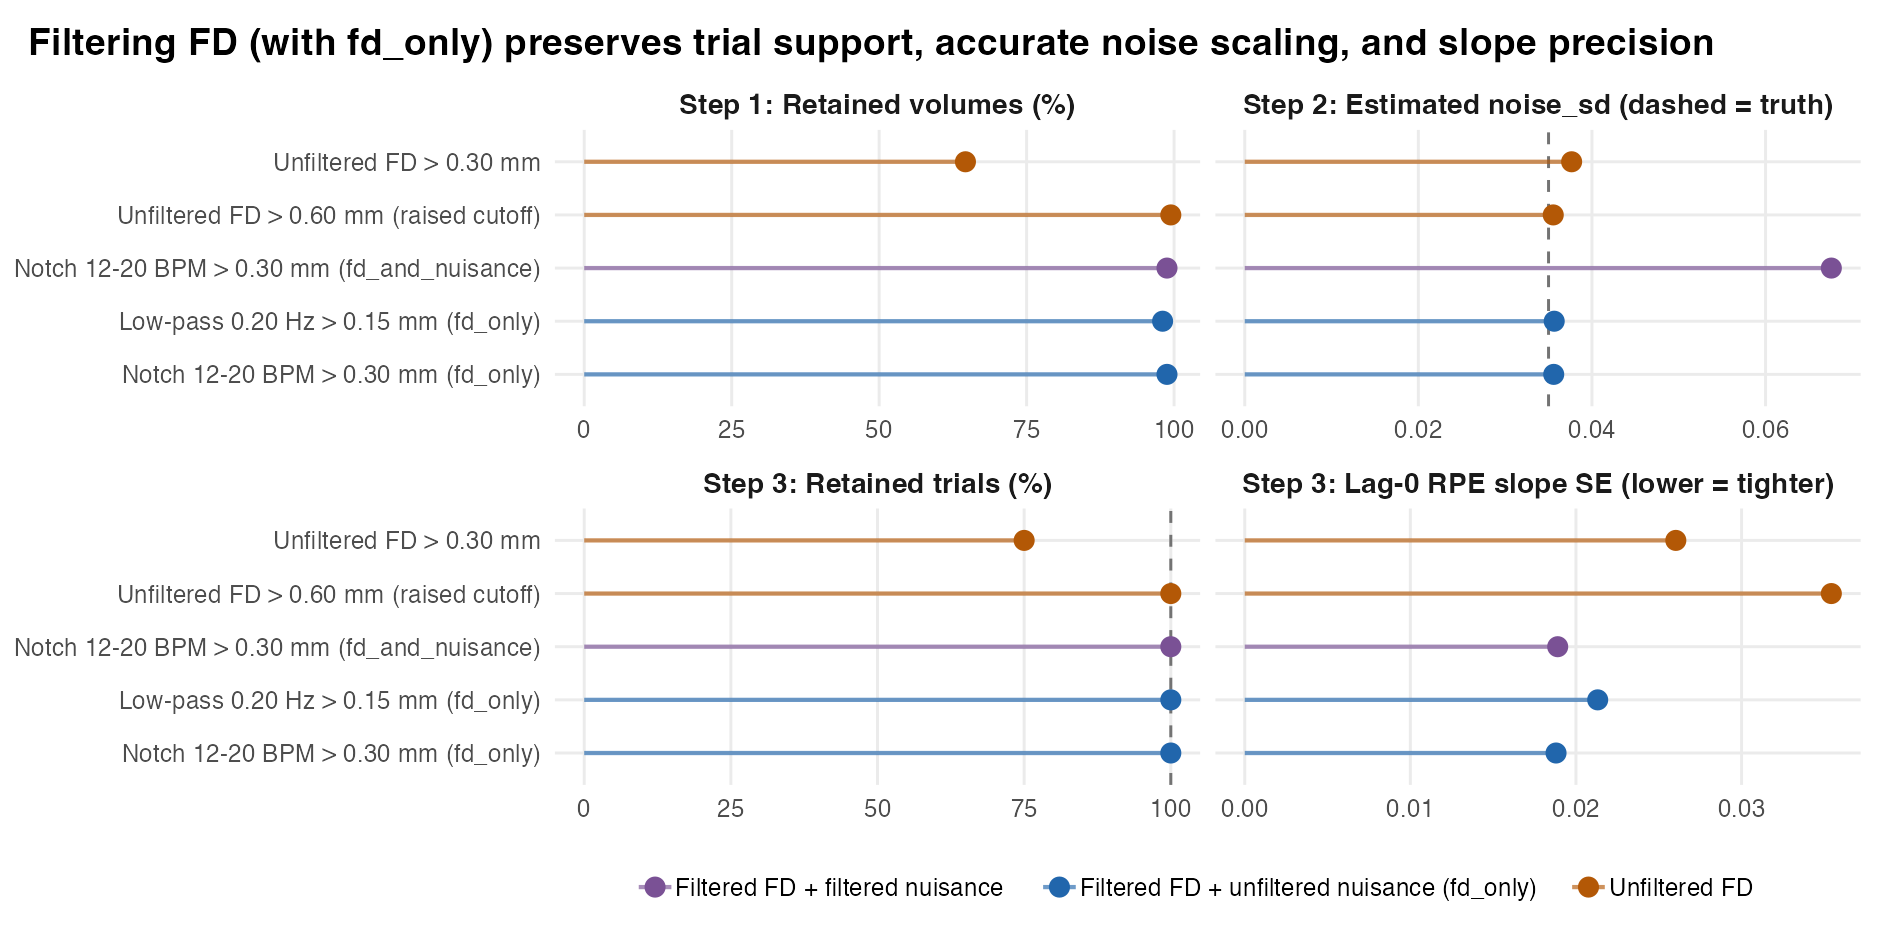 Filtering FD (with fd_only) preserves trial support, accurate noise scaling, and slope precision
Step 1: Retained volumes (%)
Step 2: Estimated noise_sd (dashed = truth)
Unfiltered FD > 0.30 mm
Unfiltered FD > 0.60 mm (raised cutoff)
Notch 12-20 BPM > 0.30 mm (fd_and_nuisance)
Low-pass 0.20 Hz > 0.15 mm (fd_only)
Notch 12-20 BPM > 0.30 mm (fd_only)
0 25 50 75 100
0.00 0.02 0.04 0.06
Step 3: Retained trials (%)
Step 3: Lag-0 RPE slope SE (lower = tighter)
Unfiltered FD > 0.30 mm
Unfiltered FD > 0.60 mm (raised cutoff)
Notch 12-20 BPM > 0.30 mm (fd_and_nuisance)
Low-pass 0.20 Hz > 0.15 mm (fd_only)
Notch 12-20 BPM > 0.30 mm (fd_only)
0 25 50 75 100
0.00 0.01 0.02 0.03
Filtered FD + filtered nuisance
Filtered FD + unfiltered nuisance (fd_only)
Unfiltered FD